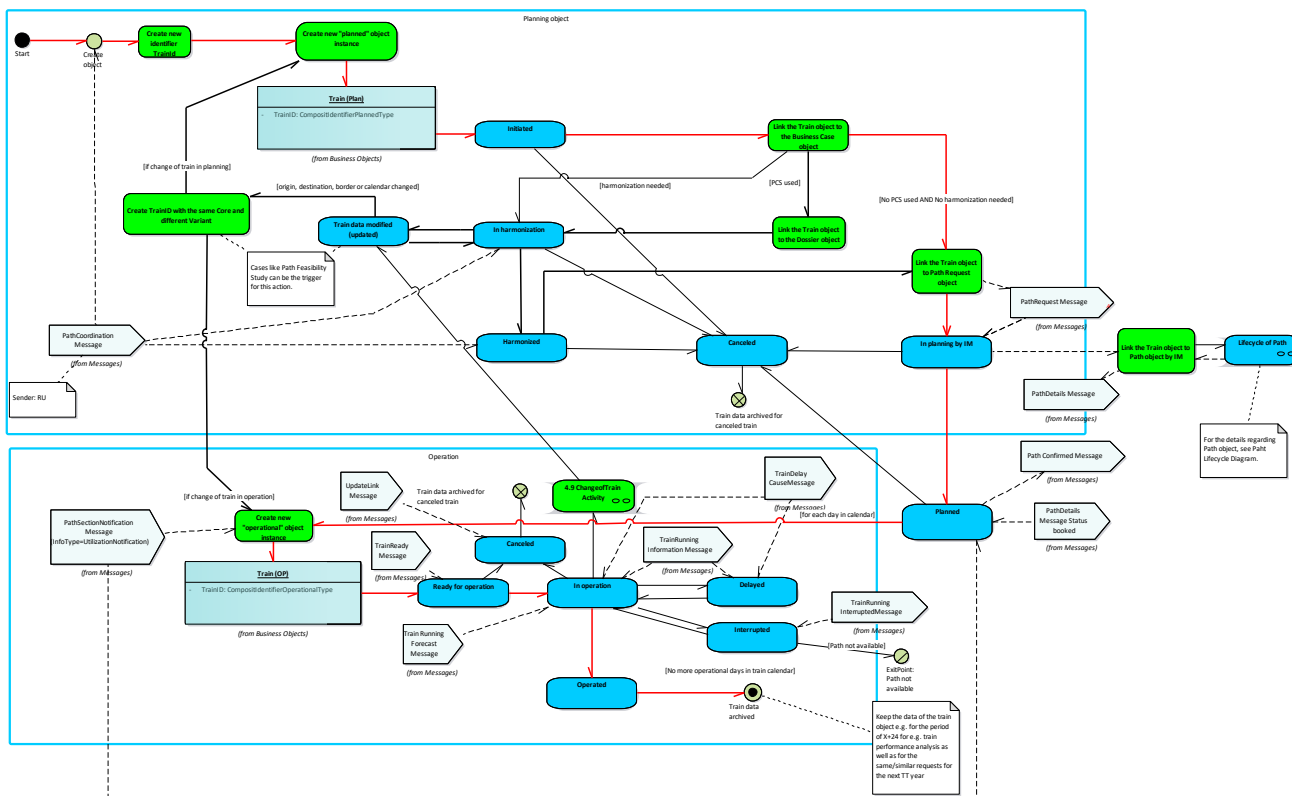 Planning object
Start
Create
object
Create new
identifier
TrainId
Create new "planned" object
instance
Train (Plan)
- TrainID: CompositIdentifierPlannedType
(from Business Objects)
Initiated
Link the Train object to
the Business Case
object
[if change of train in planning]
[origin, destination, border or calendar changed]
[harmonization needed]
[PCS used]
[No PCS used AND No harmonization needed]
Create TrainID with the same Core and
different Variant
Train data modified
(updated)
In harmonization
Link the Train object
to the Dossier object
Cases like Path Feasibility
Study can be the trigger
for this action.
Link the Train object
to Path Request
object
PathRequest Message
(from Messages)
PathCoordination
Message
(from Messages)
Harmonized
Canceled
In planning by IM
Link the Train object to
Path object by IM
Lifecycle of Path
Sender: RU
Train data archived for
canceled train
PathDetails Message
(from Messages)
For the details regarding
Path object, see Paht
Lifecycle Diagram.
Operation
Path Confirmed Message
(from Messages)
UpdateLink
Message
(from Messages)
Train data archived for
canceled train
4.9 ChangeofTrain
Activity
TrainDelay
CauseMessage
(from Messages)
[if change of train in operation]
[for each day in calendar]
Planned
PathDetails
Message Status
booked
(from Messages)
PathSectionNotification
Message
(InfoType=UtilizationNotification)
(from Messages)
Create new
"operational" object
instance
TrainReady
Message
(from Messages)
Canceled
TrainRunning
Information Message
(from Messages)
Train (OP)
- TrainID: CompositIdentifierOperationalType
(from Business Objects)
Ready for operation
In operation
Delayed
TrainRunning
InterruptedMessage
(from Messages)
Train Running
Forecast
Message
(from Messages)
Interrupted
[Path not available]
ExitPoint:
Path not
available
[No more operational days in train calendar]
Operated
Train data
archived
Keep the data of the train
object e.g. for the period
of X+24 for e.g. train
performance analysis as
well as for the
same/similar requests for
the next TT year